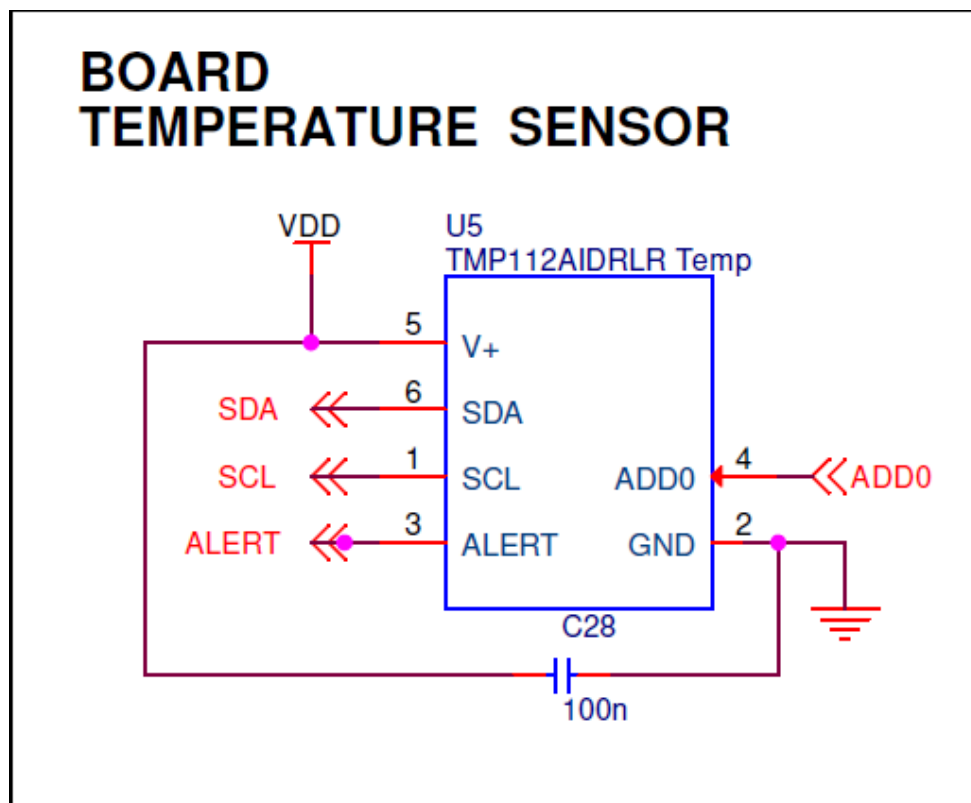 BOARD
TEMPERATURE SENSOR
VDD
U5
TMP112AIDRLR Temp
5
V+
SDA
6
SDA
SCL
1
SCL
ADD0
4
ADD0
ALERT
3
ALERT
GND
2
C28
100n